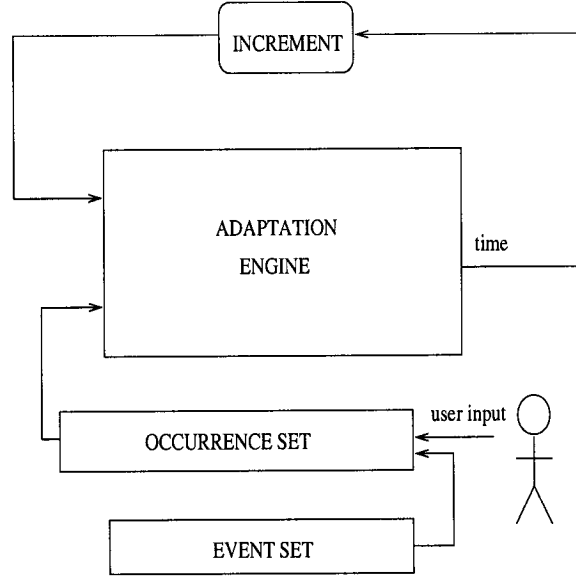 INCREMENT
ADAPTATION
ENGINE
time
user input
OCCURRENCE SET
EVENT SET